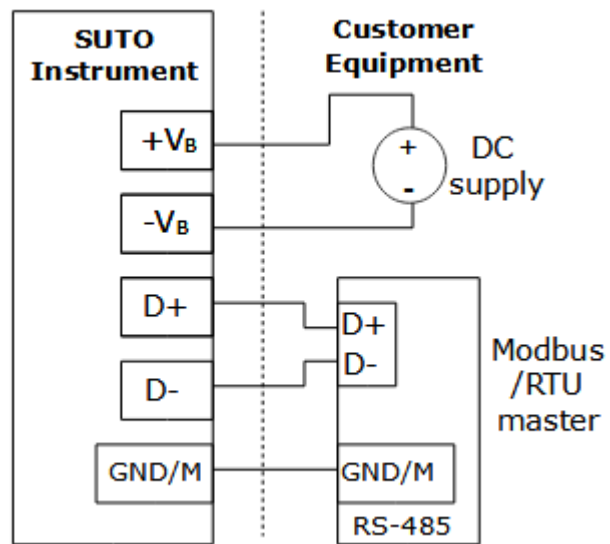 SUTO
Instrument
Customer
Equipment
+VB
+
-
DC
supply
-VB
D+
D-
GND/M
D+
D-
GND/M
RS-485
Modbus
/RTU
master